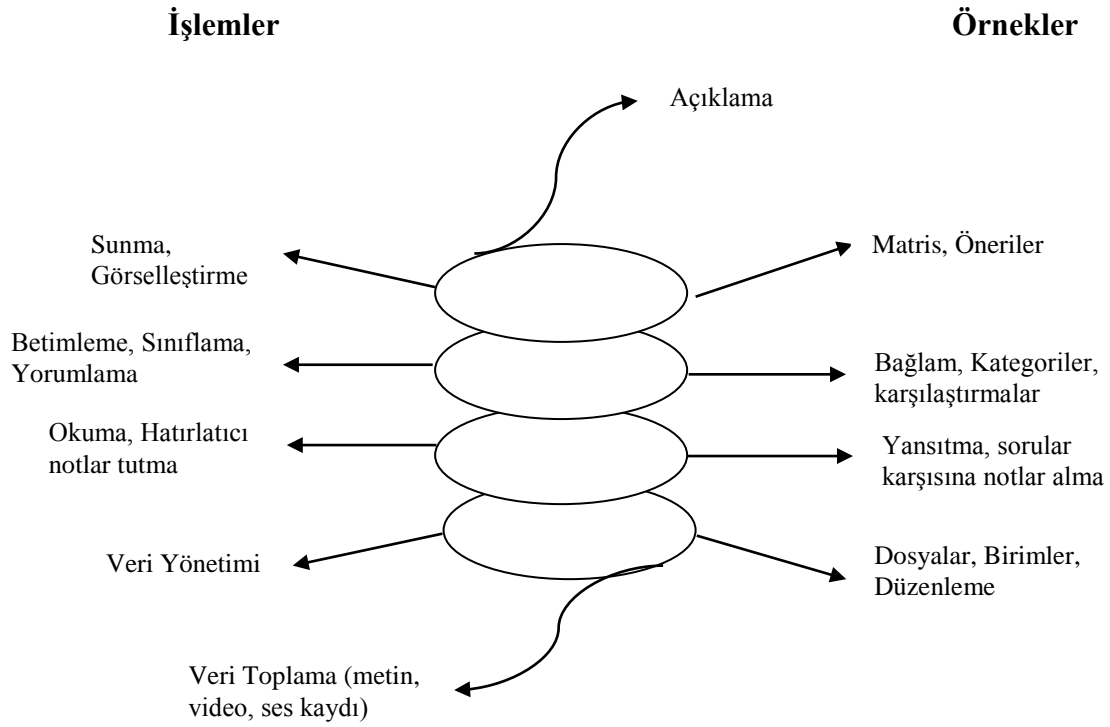 İşlemler
Örnekler
Açıklama
Sunma,
Görselleştirme
Matris, Öneriler
Betimleme, Sınıflama,
Yorumlama
Bağlam, Kategoriler,
karşılaştırmalar
Okuma, Hatırlatıcı
notlar tutma
Yansıtma, sorular
karşısına notlar alma
Veri Yönetimi
Dosyalar, Birimler,
Düzenleme
Veri Toplama (metin,
video, ses kaydı)